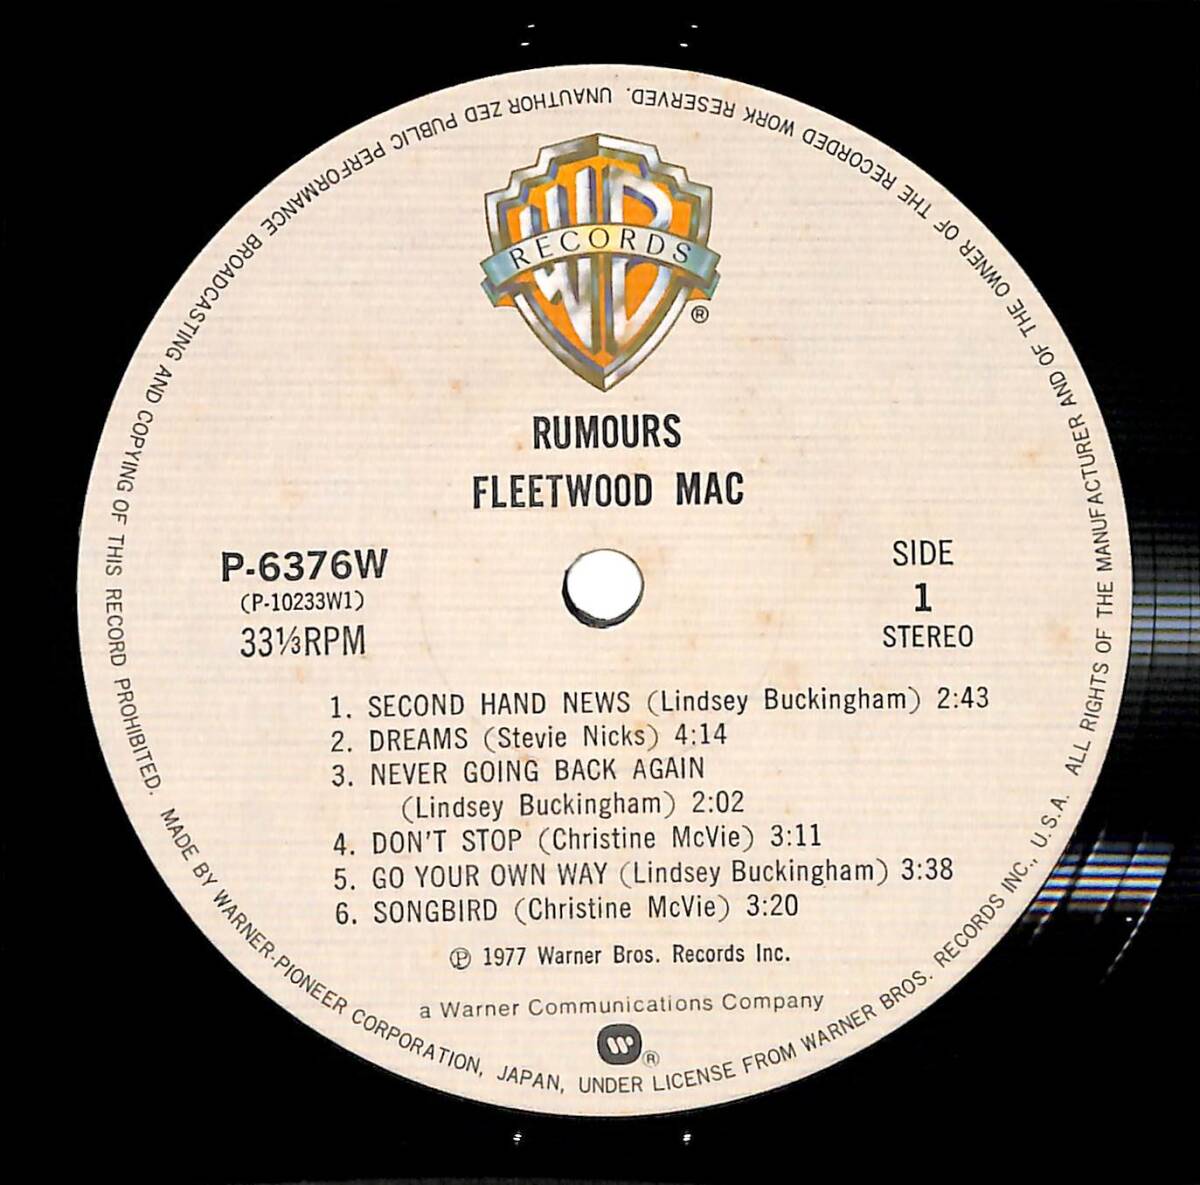 WB
RECORDS
®
RUMOURS
FLEETWOOD MAC
P-6376W
(P-10233W1)
33⅓RPM
SIDE
1
STEREO
1. SECOND HAND NEWS (Lindsey Buckingham) 2:43
2. DREAMS (Stevie Nicks) 4:14
3. NEVER GOING BACK AGAIN
(Lindsey Buckingham) 2:02
4. DON'T STOP (Christine McVie) 3:11
5. GO YOUR OWN WAY (Lindsey Buckingham) 3:38
6. SONGBIRD (Christine McVie) 3:20
℗ 1977 Warner Bros. Records Inc.
a Warner Communications Company
W ®
MADE BY WARNER-PIONEER CORPORATION, JAPAN, UNDER LICENSE FROM WARNER BROS. RECORDS INC., U.S.A. ALL RIGHTS OF THE MANUFACTURER AND OF THE OWNER OF THE RECORDED WORK RESERVED. UNAUTHOR ZED PUBLIC PERFORMANCE BROADCASTING AND COPYING OF THIS RECORD PROHIBITED.